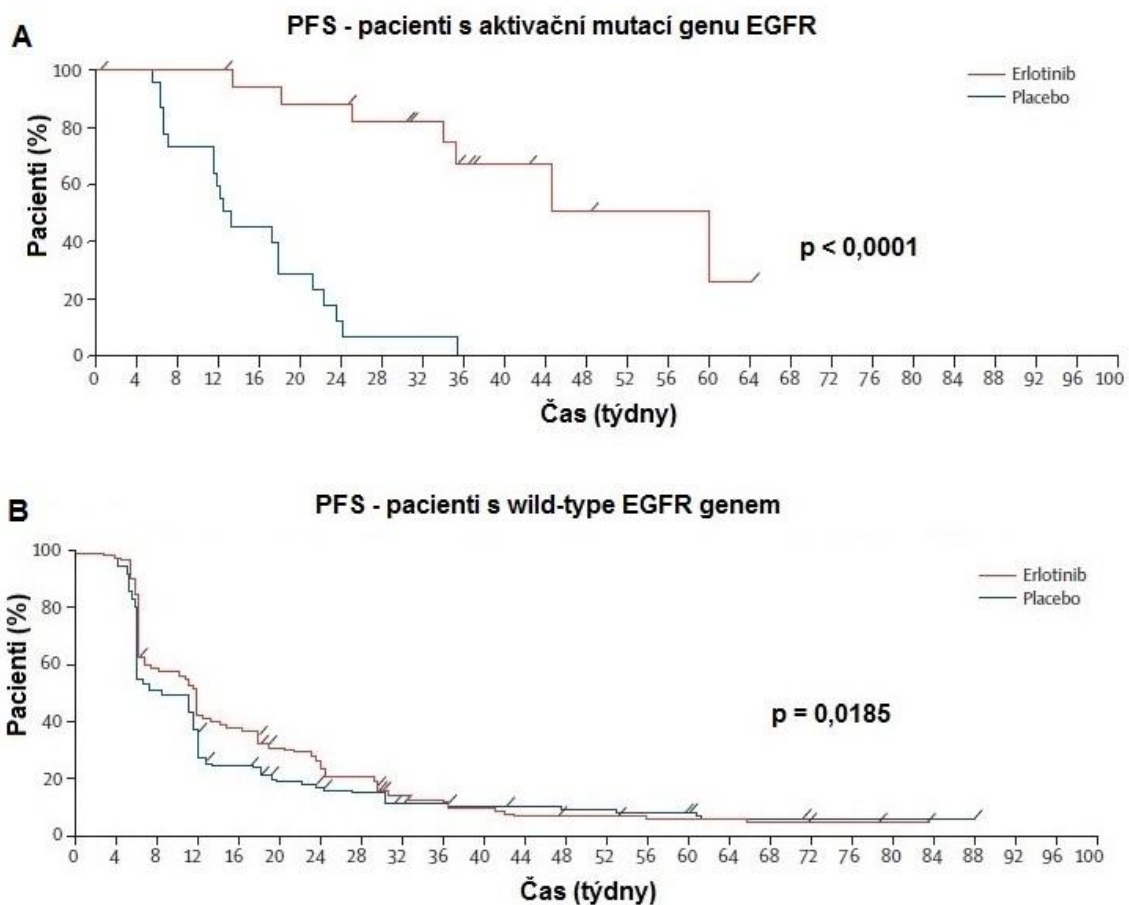 A
PFS - pacienti s aktivační mutací genu EGFR
100
80
60
40
20
0
Pacienti (%)
Erlotinib
Placebo
p < 0,0001
0 4 8 12 16 20 24 28 32 36 40 44 48 52 56 60 64 68 72 76 80 84 88 92 96 100
Čas (týdny)
B
PFS - pacienti s wild-type EGFR genem
100
80
60
40
20
0
Pacienti (%)
Erlotinib
Placebo
p = 0,0185
0 4 8 12 16 20 24 28 32 36 40 44 48 52 56 60 64 68 72 76 80 84 88 92 96 100
Čas (týdny)